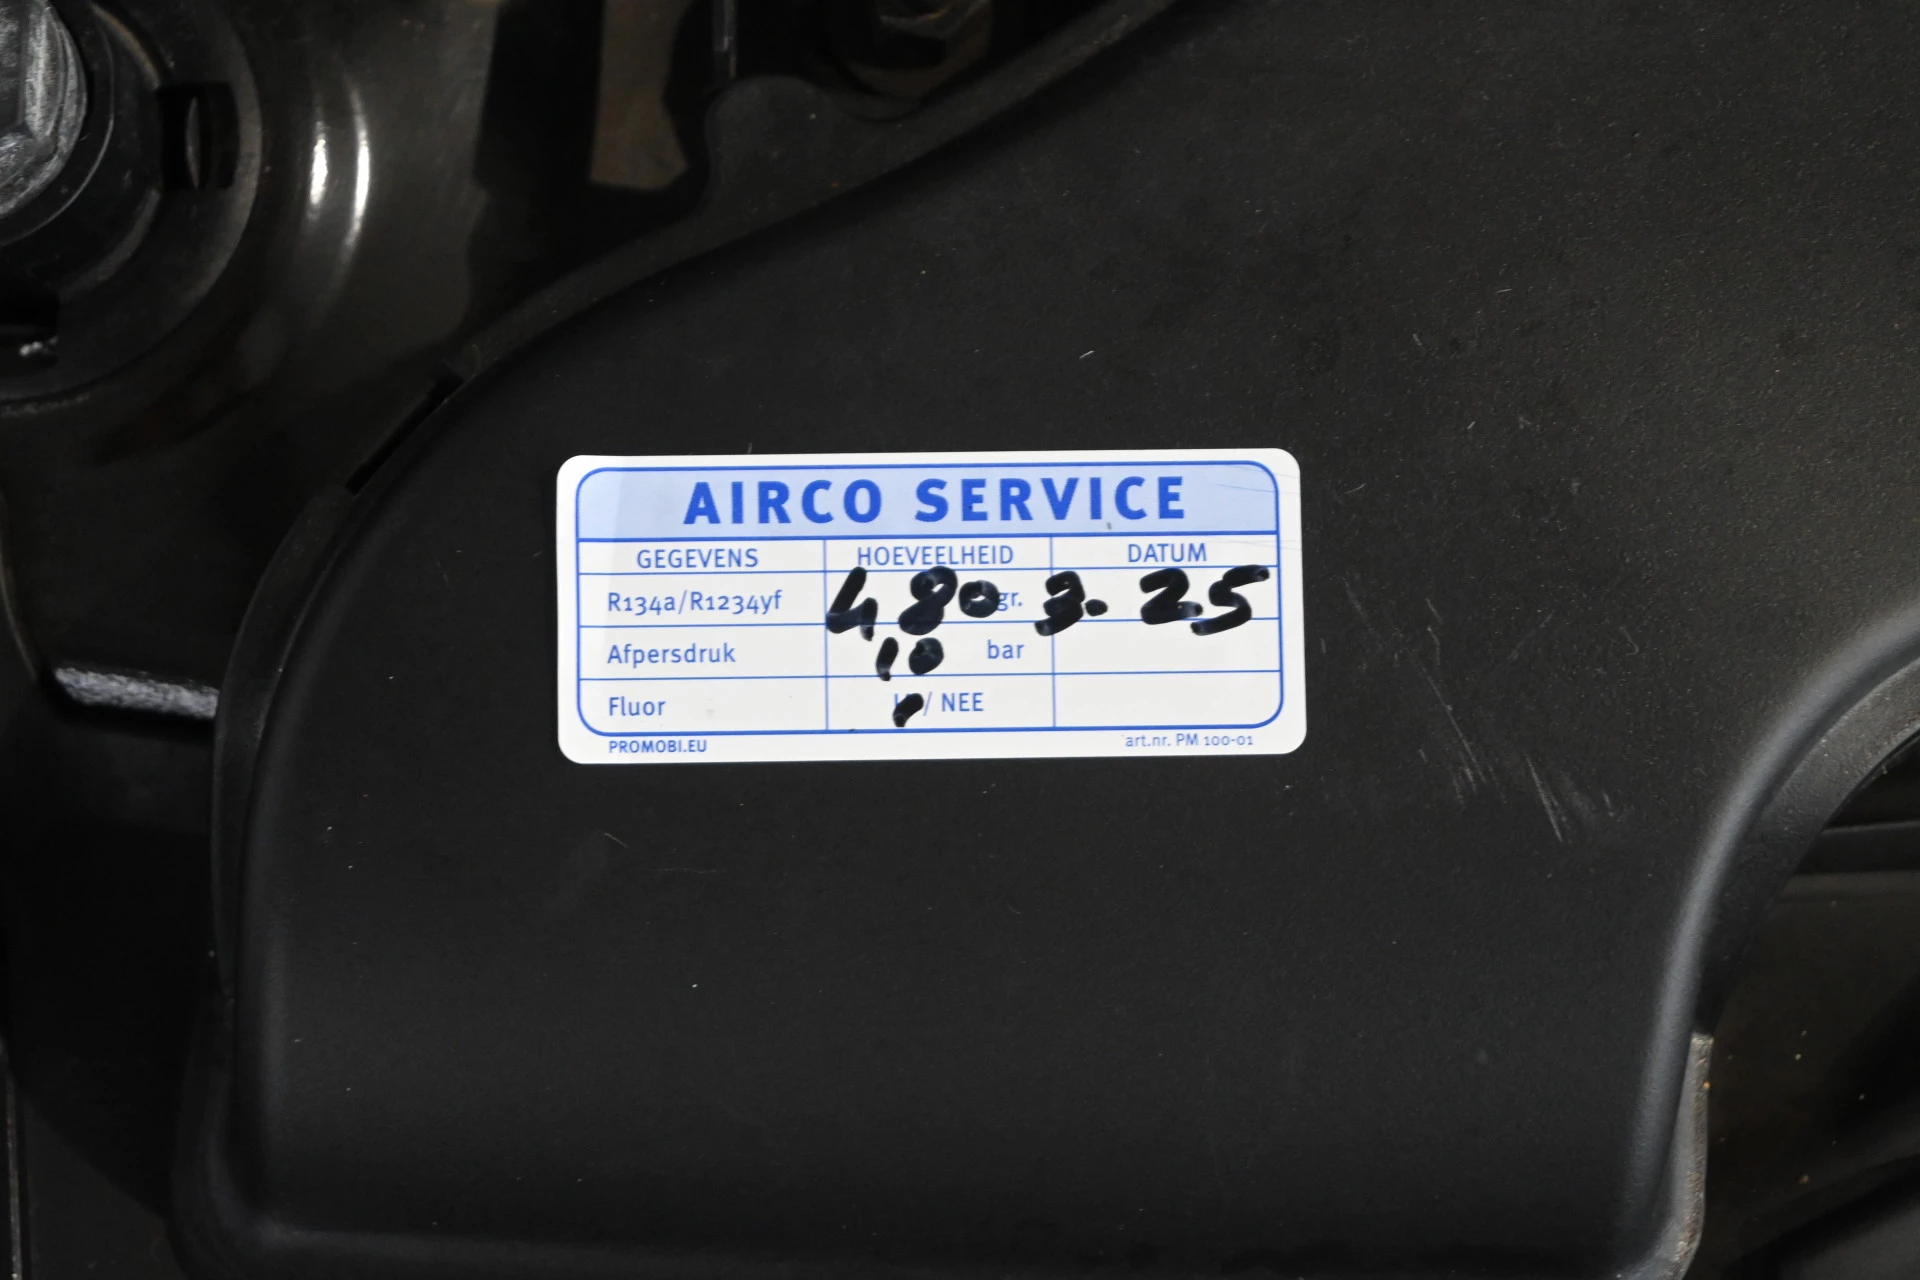 AIRCO SERVICE
GEGEVENS HOEVEELHEID DATUM
R134a/R1234yf 480 gr. 3. 25
Afpersdruk 10 bar
Fluor / NEE
PROMOBI.EU art.nr. PM 100-01